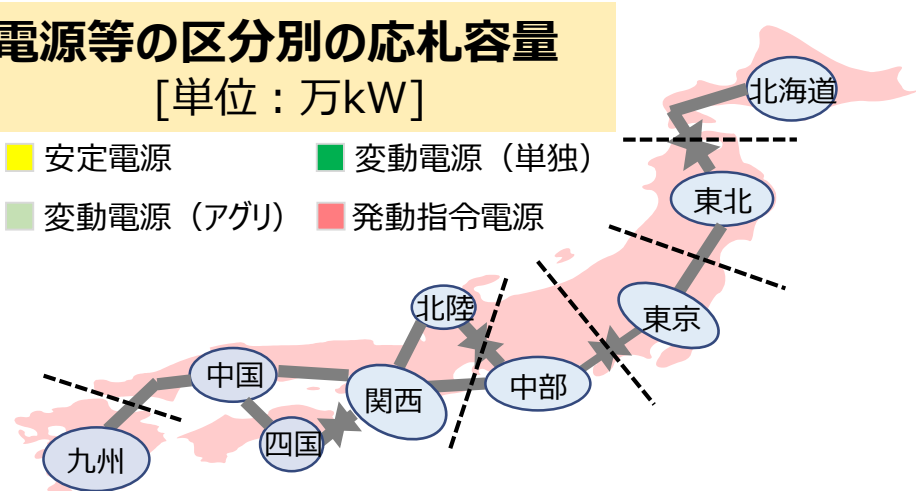 電源等の区分別の応札容量
[単位：万kW]
安定電源
変動電源（単独）
変動電源（アグリ）
発動指令電源
北海道
東北
東京
北陸
中部
関西
中国
四国
九州